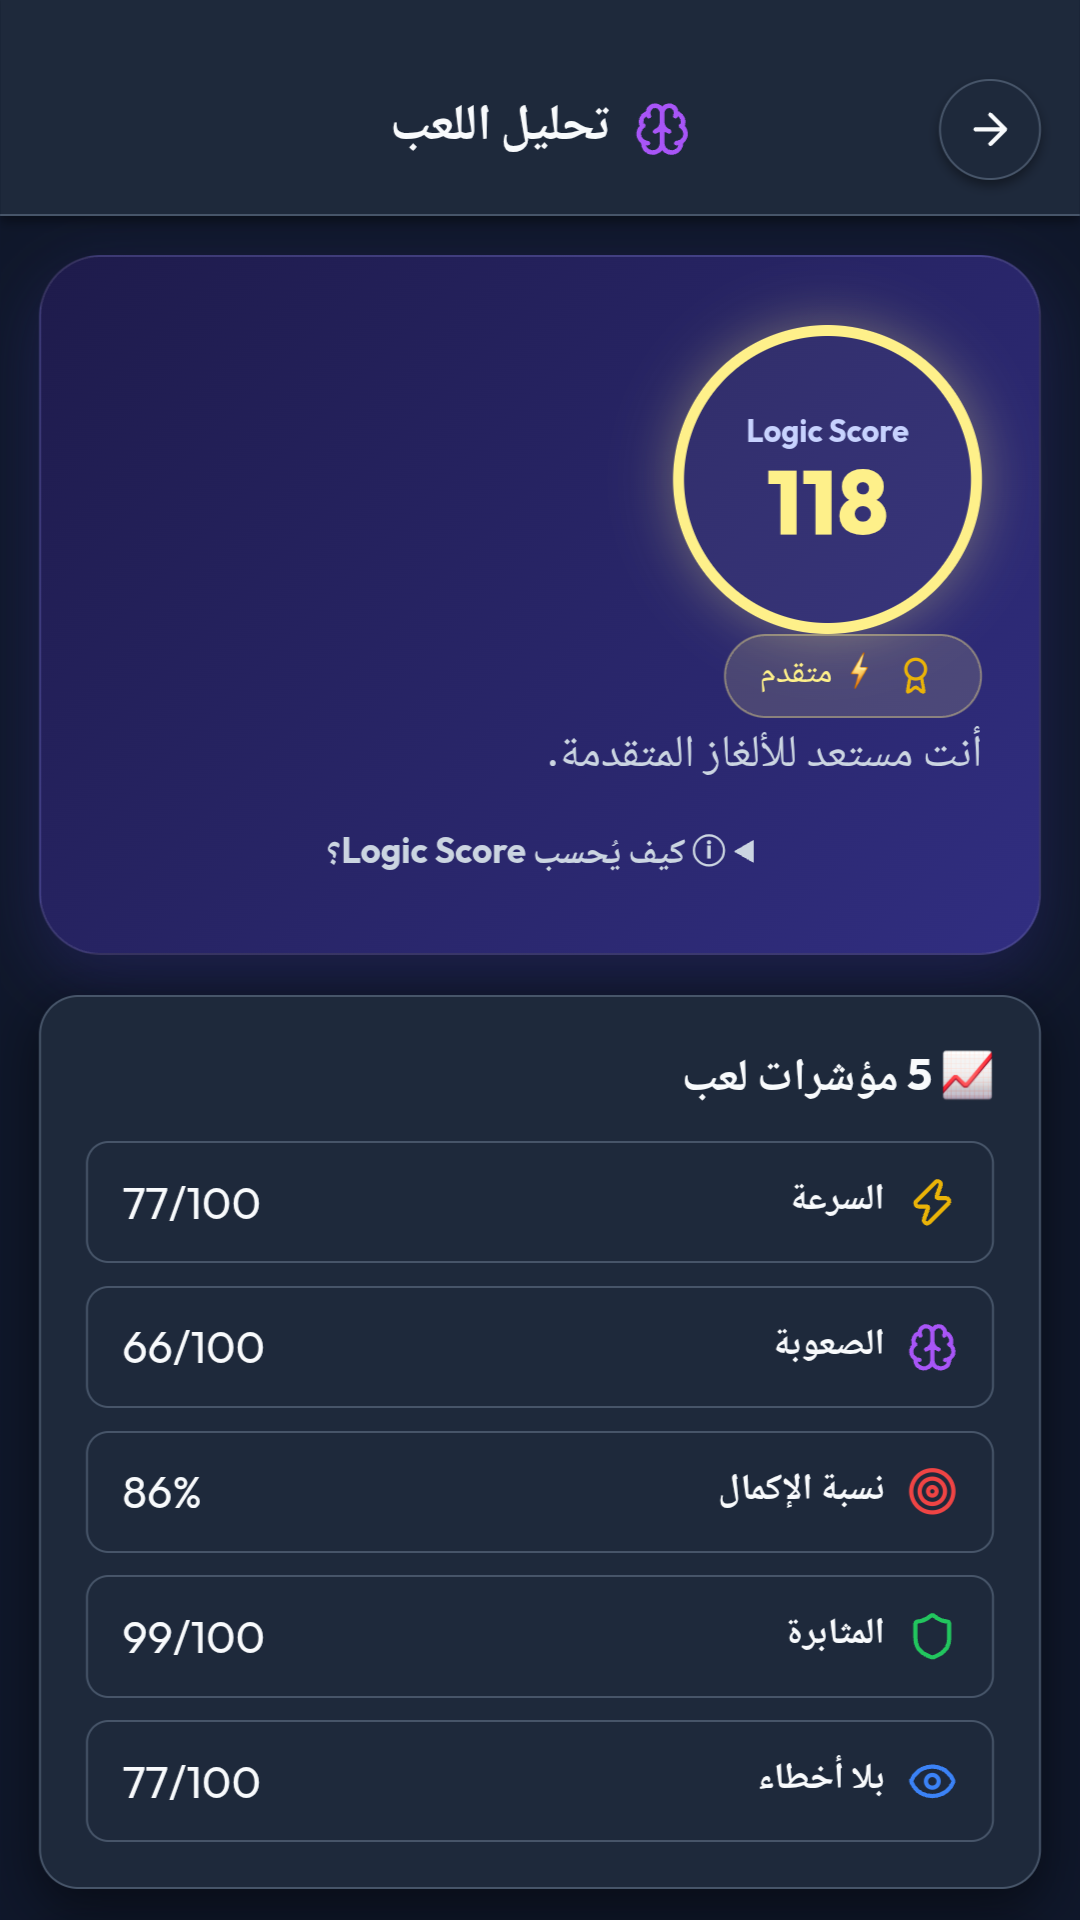 تحليل اللعب
Logic Score
118
⚡ متقدم
أنت مستعد للألغاز المتقدمة.
◀ ⓘ كيف يُحسب Logic Score؟
📈 5 مؤشرات لعب
السرعة
77/100
الصعوبة
66/100
نسبة الإكمال
86%
المثابرة
99/100
بلا أخطاء
77/100